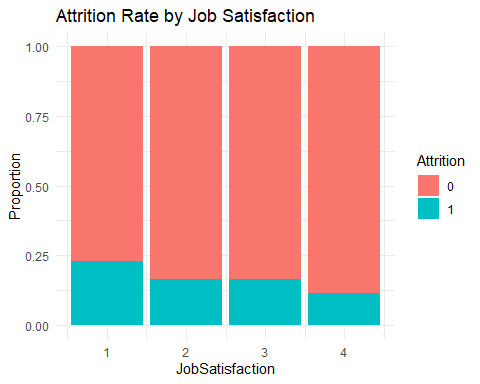 Attrition Rate by Job Satisfaction
1.00
0.75
0.50
0.25
0.00
Proportion
1 2 3 4
JobSatisfaction
Attrition
0
1